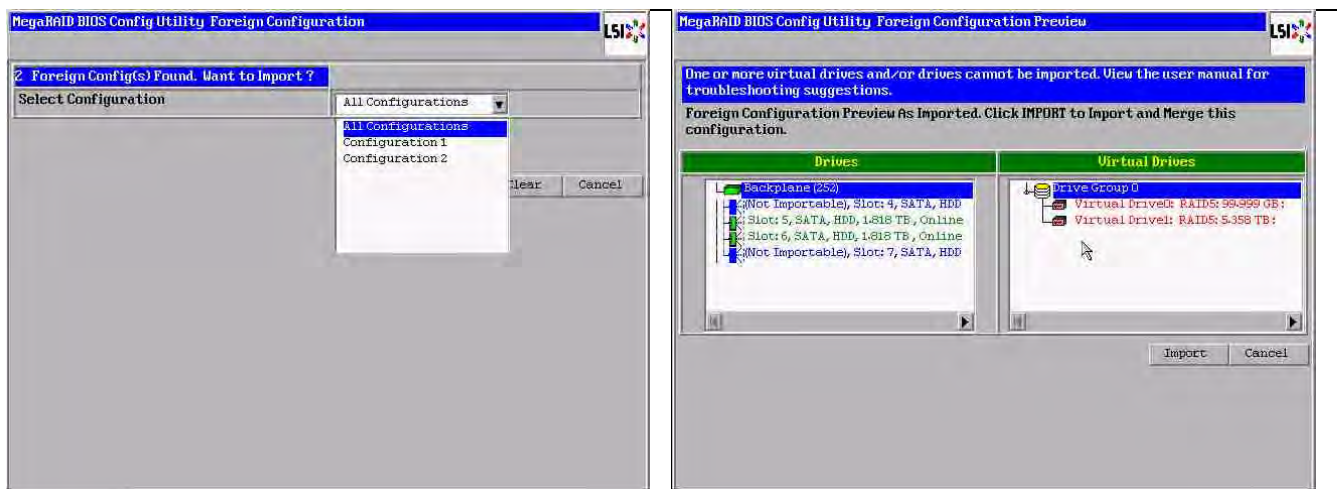 MegaRAID BIOS Config Utility Foreign Configuration
LSI
2 Foreign Config(s) Found. Want to Import ?
Select Configuration
All Configurations
All Configurations
Configuration 1
Configuration 2
Clear
Cancel
MegaRAID BIOS Config Utility Foreign Configuration Preview
LSI
One or more virtual drives and/or drives cannot be imported. View the user manual for
troubleshooting suggestions.
Foreign Configuration Preview As Imported. Click IMPORT to Import and Merge this
configuration.
Drives
Backplane (252)
(Not Importable), Slot: 4, SATA, HDD
Slot: 5, SATA, HDD, 1.818 TB, Online
Slot: 6, SATA, HDD, 1.818 TB, Online
(Not Importable), Slot: 7, SATA, HDD
Virtual Drives
Drive Group 0
Virtual Drive0: RAID5: 99.999 GB:
Virtual Drive1: RAID5: 5.358 TB:
Import
Cancel